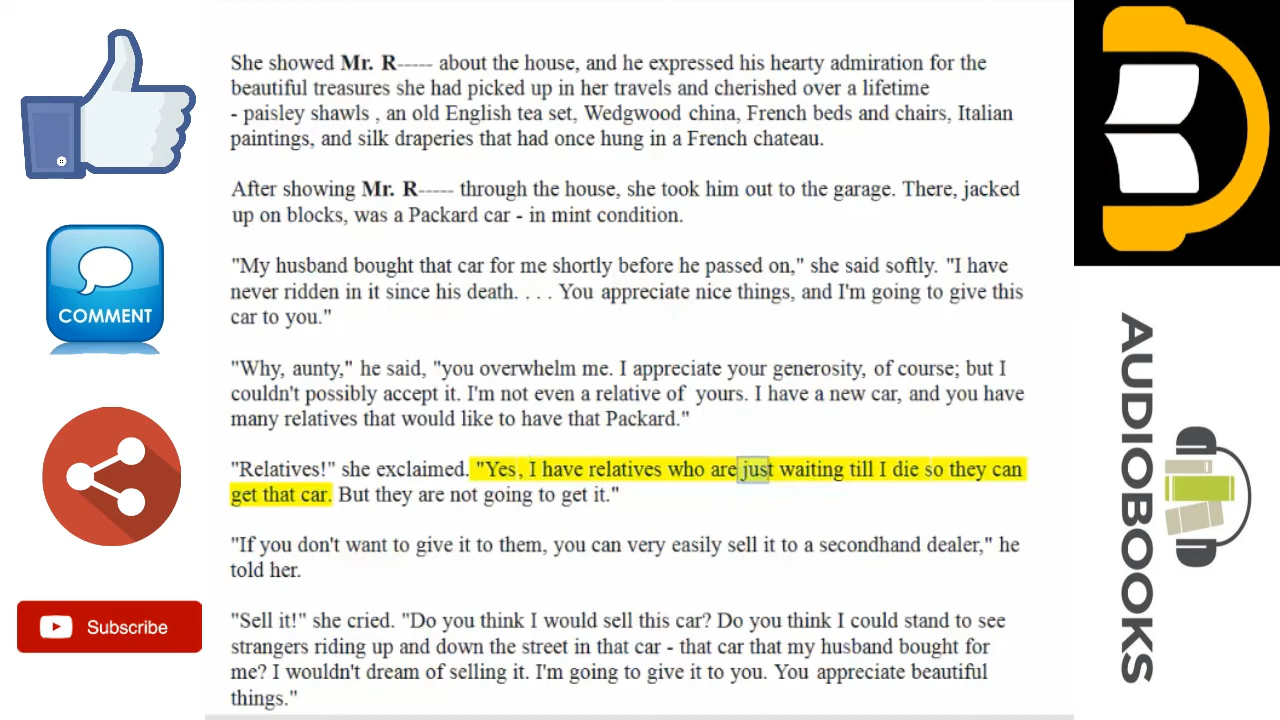 She showed Mr. R----- about the house, and he expressed his hearty admiration for the
beautiful treasures she had picked up in her travels and cherished over a lifetime
- paisley shawls , an old English tea set, Wedgwood china, French beds and chairs, Italian
paintings, and silk draperies that had once hung in a French chateau.
After showing Mr. R----- through the house, she took him out to the garage. There, jacked
up on blocks, was a Packard car - in mint condition.
"My husband bought that car for me shortly before he passed on," she said softly. "I have
never ridden in it since his death. . . . You appreciate nice things, and I'm going to give this
car to you."
"Why, aunty," he said, "you overwhelm me. I appreciate your generosity, of course; but I
couldn't possibly accept it. I'm not even a relative of yours. I have a new car, and you have
many relatives that would like to have that Packard."
"Relatives!" she exclaimed. "Yes, I have relatives who are just waiting till I die so they can
get that car. But they are not going to get it."
"If you don't want to give it to them, you can very easily sell it to a secondhand dealer," he
told her.
"Sell it!" she cried. "Do you think I would sell this car? Do you think I could stand to see
strangers riding up and down the street in that car - that car that my husband bought for
me? I wouldn't dream of selling it. I'm going to give it to you. You appreciate beautiful
things."
COMMENT
Subscribe
AUDIOBOOKS